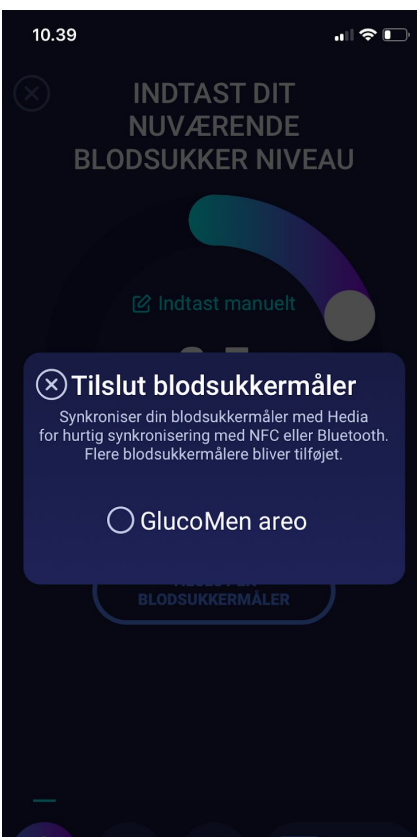 10.39
INDTAST DIT
NUVÆRENDE
BLODSUKKER NIVEAU
Indtast manuelt
Tilslut blodsukkermåler
Synkroniser din blodsukkermåler med Hedia
for hurtig synkronisering med NFC eller Bluetooth.
Flere blodsukkermålere bliver tilføjet.
GlucoMen areo
BLODSUKKERMÅLER